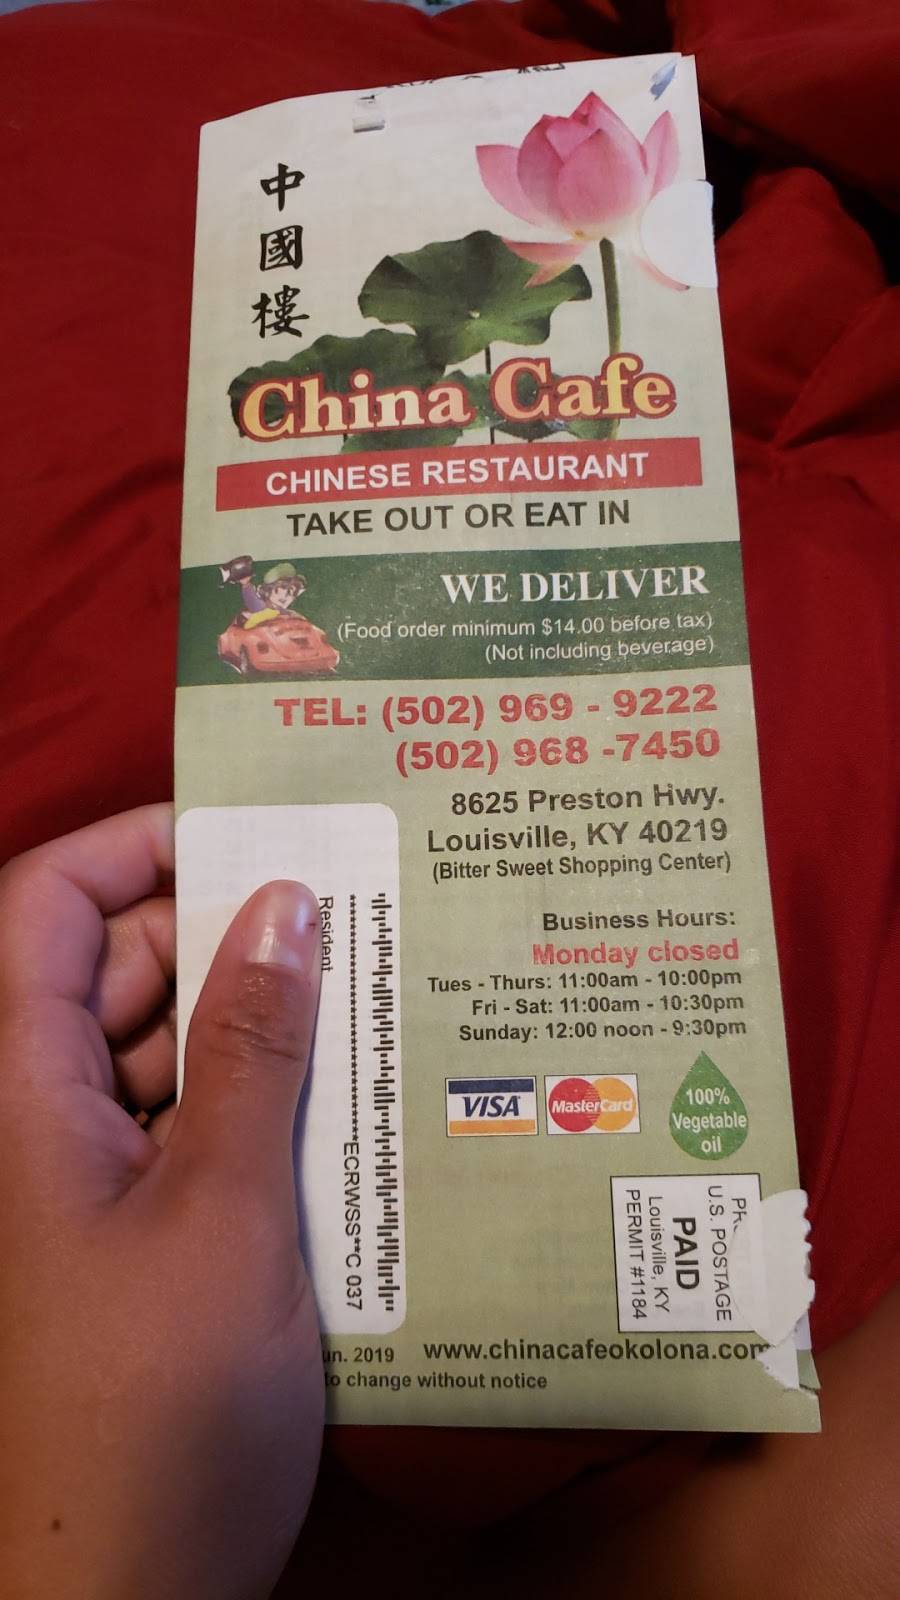 中
國
樓
China Cafe
CHINESE RESTAURANT
TAKE OUT OR EAT IN
WE DELIVER
(Food order minimum $14.00 before tax)
(Not including beverage)
TEL: (502) 969 - 9222
(502) 968 -7450
8625 Preston Hwy.
Louisville, KY 40219
(Bitter Sweet Shopping Center)
Business Hours:
Monday closed
Tues - Thurs: 11:00am - 10:00pm
Fri - Sat: 11:00am - 10:30pm
Sunday: 12:00 noon - 9:30pm
VISA
MasterCard
100%
Vegetable
oil
U.S. POSTAGE
PAID
Louisville, KY
PERMIT #1184
ECRWSS**C 037
Resident
2019
www.chinacafeokolona.com
to change without notice